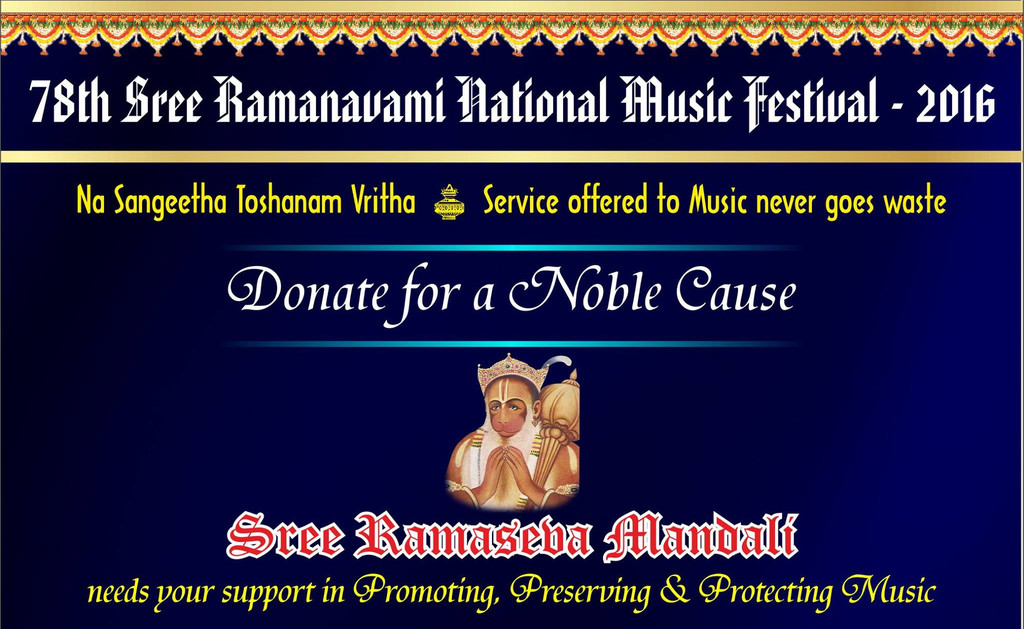 78th Sree Ramanavami National Music Festival - 2016
Na Sangeetha Toshanam Vritha Service offered to Music never goes waste
Donate for a Noble Cause
Sree Ramaseva Mandali
needs your support in Promoting, Preserving & Protecting Music